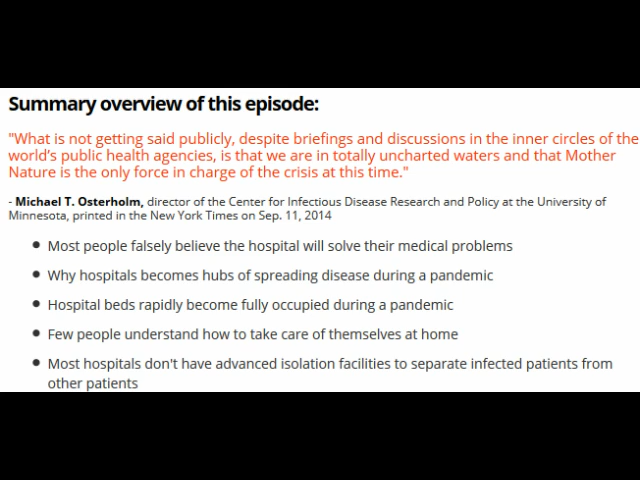 Summary overview of this episode:
"What is not getting said publicly, despite briefings and discussions in the inner circles of the
world's public health agencies, is that we are in totally uncharted waters and that Mother
Nature is the only force in charge of the crisis at this time."
- Michael T. Osterholm, director of the Center for Infectious Disease Research and Policy at the University of
Minnesota, printed in the New York Times on Sep. 11, 2014
• Most people falsely believe the hospital will solve their medical problems
• Why hospitals becomes hubs of spreading disease during a pandemic
• Hospital beds rapidly become fully occupied during a pandemic
• Few people understand how to take care of themselves at home
• Most hospitals don't have advanced isolation facilities to separate infected patients from
other patients